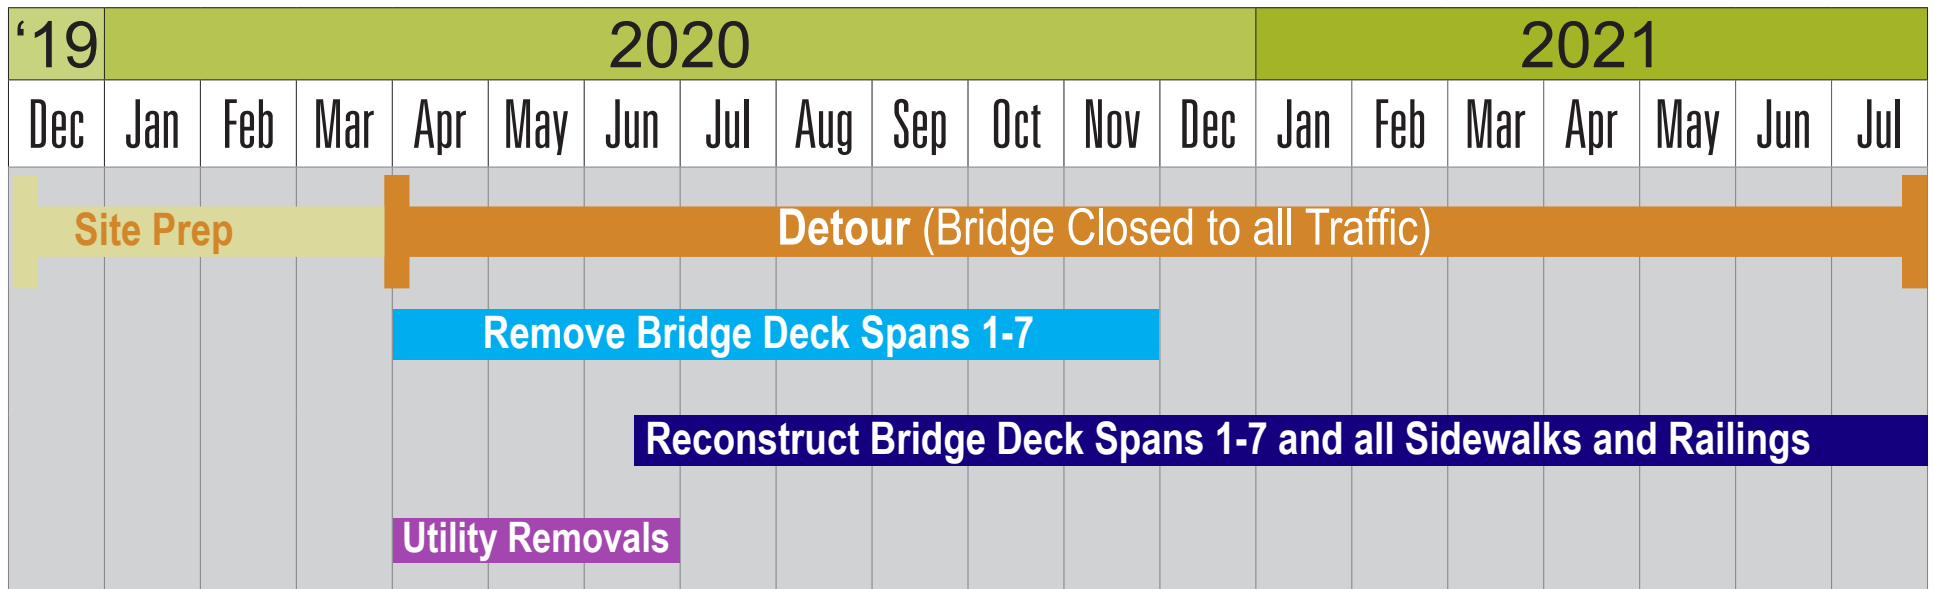 ‘19 2020 2021
Dec Jan Feb Mar Apr May Jun Jul Aug Sep Oct Nov Dec Jan Feb Mar Apr May Jun Jul
Site Prep Detour (Bridge Closed to all Traffic)
Remove Bridge Deck Spans 1-7
Reconstruct Bridge Deck Spans 1-7 and all Sidewalks and Railings
Utility Removals